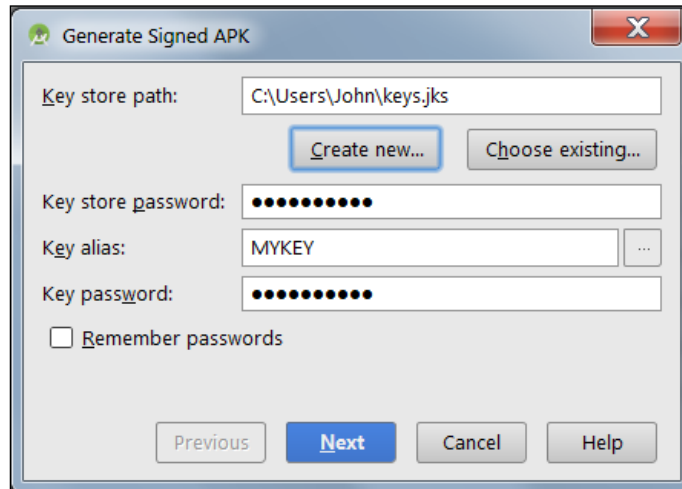 Generate Signed APK
Key store path: C:\Users\John\keys.jks
Create new... Choose existing...
Key store password: ●●●●●●●●●●
Key alias: MYKEY ...
Key password: ●●●●●●●●●●
Remember passwords
Previous Next Cancel Help